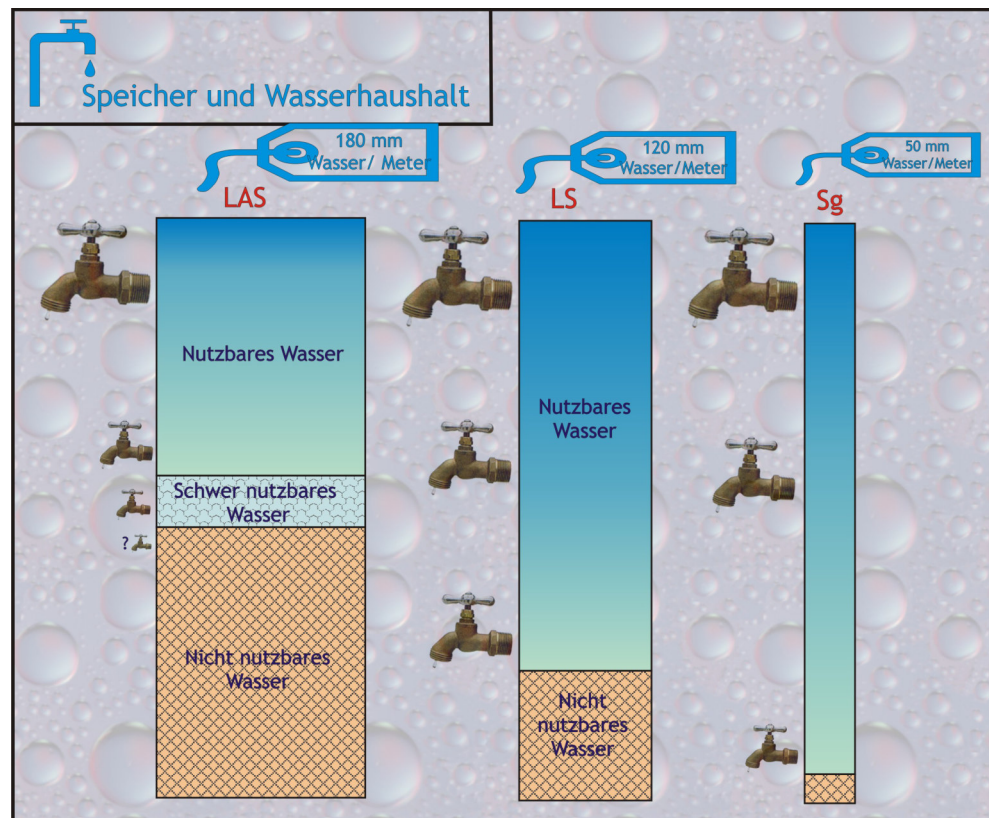 Speicher und Wasserhaushalt
180 mm
Wasser/ Meter
LAS
120 mm
Wasser/Meter
LS
50 mm
Wasser/Meter
Sg
Nutzbares Wasser
Schwer nutzbares
Wasser
?
Nicht nutzbares
Wasser
Nutzbares
Wasser
Nicht
nutzbares
Wasser